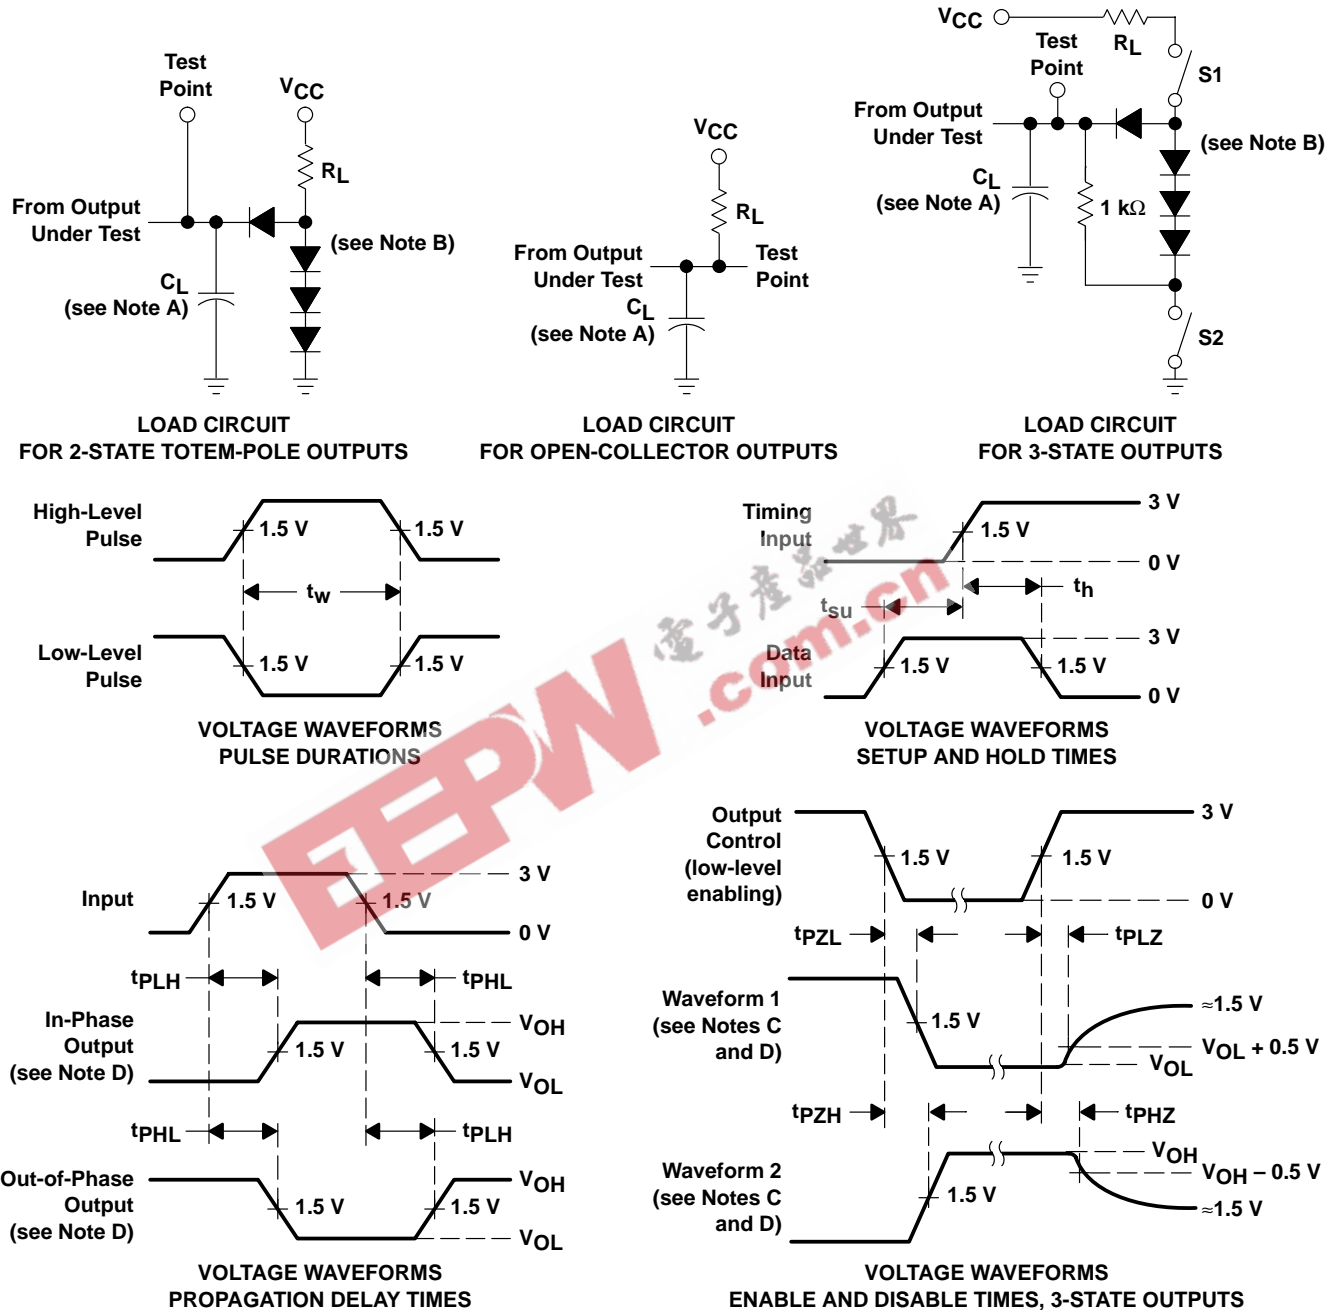 Test
Point
VCC
RL
From Output
Under Test
(see Note B)
CL
(see Note A)
LOAD CIRCUIT
FOR 2-STATE TOTEM-POLE OUTPUTS
VCC
RL
From Output
Under Test
Test
Point
CL
(see Note A)
LOAD CIRCUIT
FOR OPEN-COLLECTOR OUTPUTS
VCC
RL
Test
Point
S1
From Output
Under Test
(see Note B)
CL
(see Note A)
1 kΩ
S2
LOAD CIRCUIT
FOR 3-STATE OUTPUTS
High-Level
Pulse
1.5 V
1.5 V
tw
Low-Level
Pulse
1.5 V
1.5 V
VOLTAGE WAVEFORMS
PULSE DURATIONS
Timing
Input
3 V
1.5 V
0 V
th
tsu
Data
Input
3 V
1.5 V
1.5 V
0 V
VOLTAGE WAVEFORMS
SETUP AND HOLD TIMES
EEPW
電子產品世界
.com.cn
Input
3 V
1.5 V
1.5 V
0 V
tPLH
tPHL
In-Phase
Output
(see Note D)
VOH
1.5 V
1.5 V
VOL
tPHL
tPLH
Out-of-Phase
Output
(see Note D)
VOH
1.5 V
1.5 V
VOL
VOLTAGE WAVEFORMS
PROPAGATION DELAY TIMES
Output
Control
(low-level
enabling)
3 V
1.5 V
1.5 V
0 V
tPZL
tPLZ
Waveform 1
(see Notes C
and D)
1.5 V
≈1.5 V
VOL + 0.5 V
VOL
tPZH
tPHZ
Waveform 2
(see Notes C
and D)
1.5 V
VOH
VOH – 0.5 V
≈1.5 V
VOLTAGE WAVEFORMS
ENABLE AND DISABLE TIMES, 3-STATE OUTPUTS